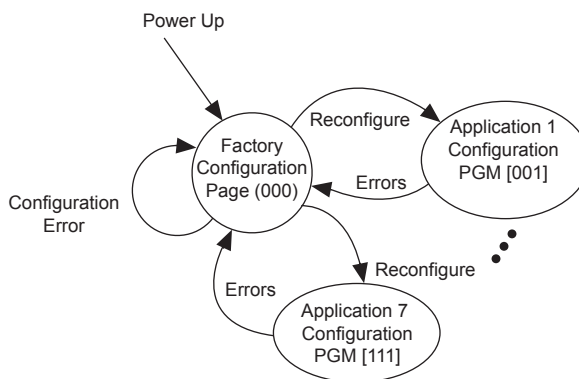 Power Up
Reconfigure
Application 1
Configuration
PGM [001]
Factory
Configuration
Page (000)
Errors
Configuration
Error
Reconfigure
Errors
Application 7
Configuration
PGM [111]